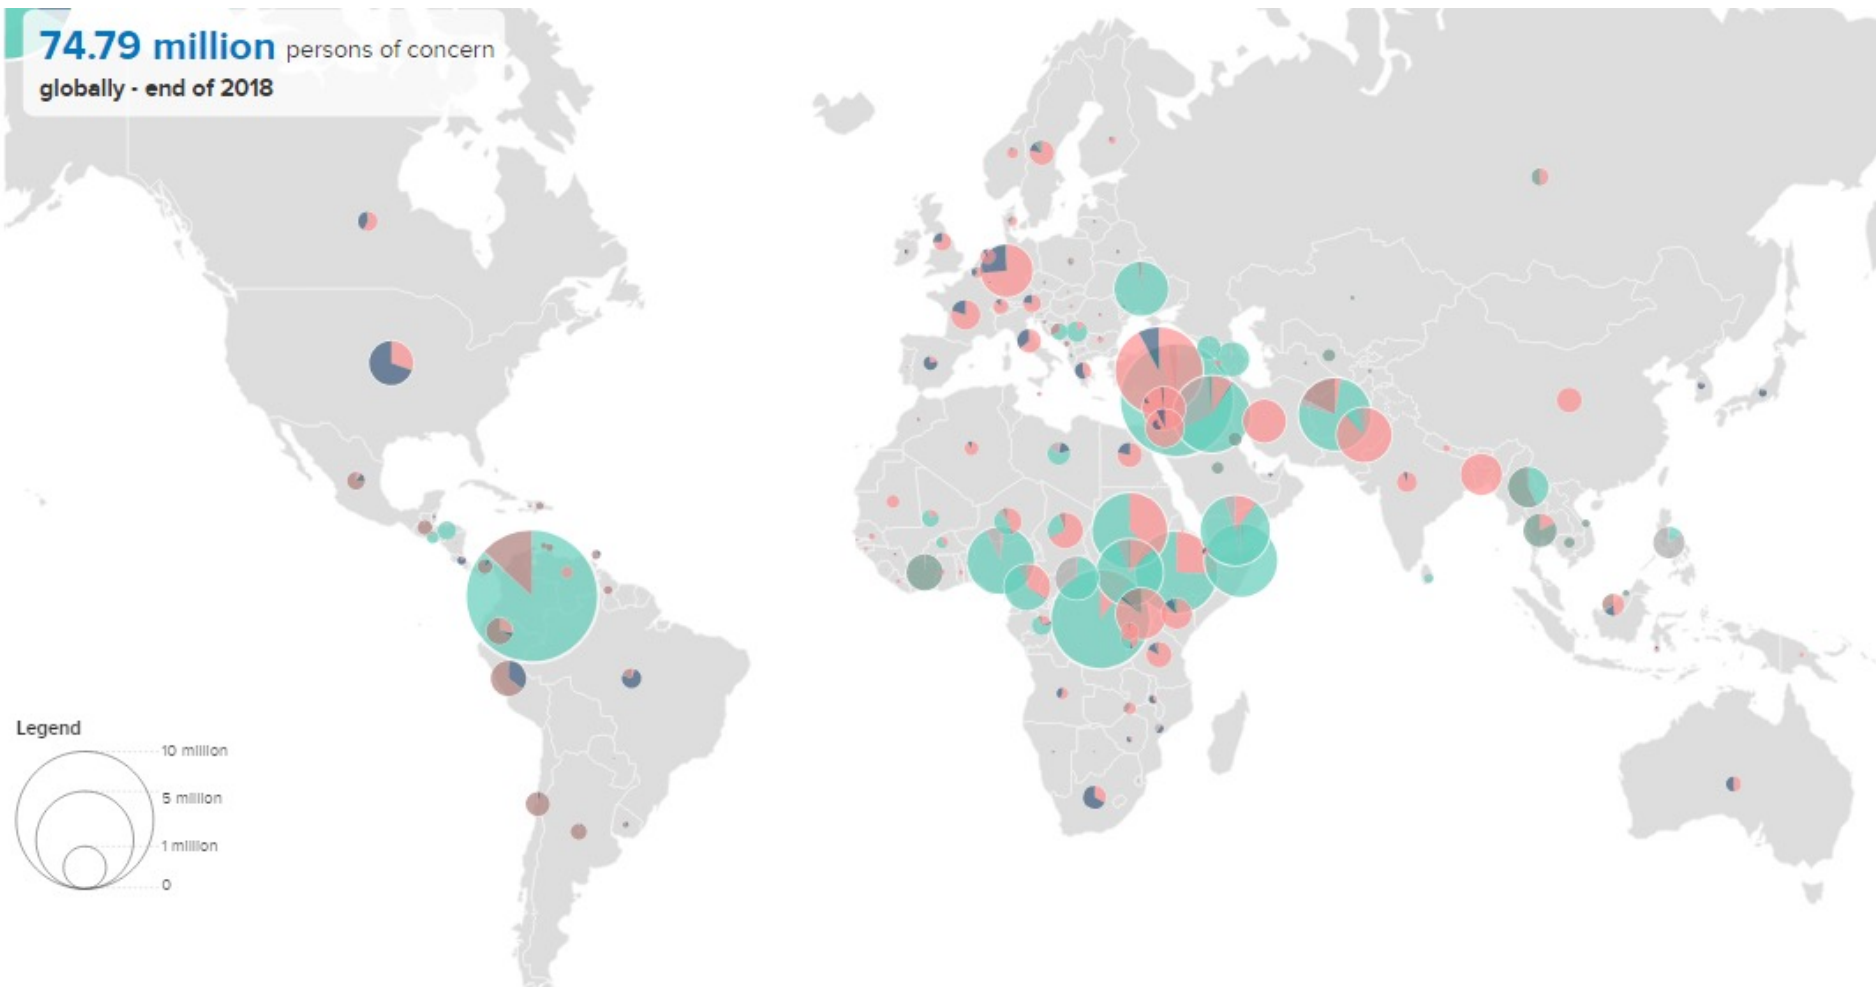 74.79 million persons of concern
globally - end of 2018
Legend
10 million
5 million
1 million
0